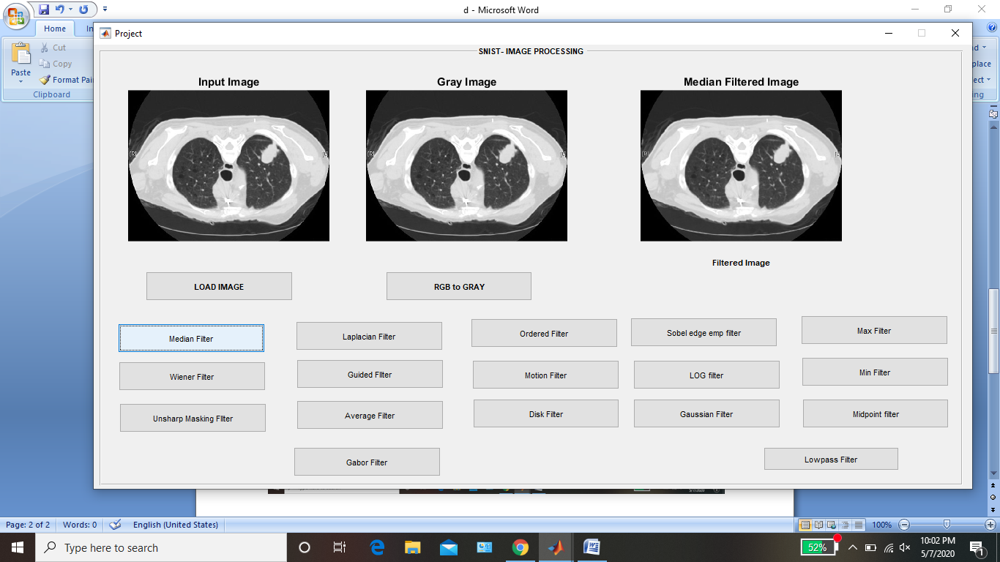 d - Microsoft Word
Home
Paste
Cut
Copy
Format Pai
Clipboard
Project
SNIST- IMAGE PROCESSING
Input Image
Gray Image
Median Filtered Image
[R]
[R]
[R]
Filtered Image
LOAD IMAGE
RGB to GRAY
Median Filter
Laplacian Filter
Ordered Filter
Sobel edge emp filter
Max Filter
Wiener Filter
Guided FIlter
Motion Filter
LOG filter
Min Filter
Unsharp Masking FIlter
Average Filter
Disk Filter
Gaussian Filter
Midpoint filter
Gabor Filter
Lowpass Filter
Page: 2 of 2
Words: 0
English (United States)
100%
Type here to search
52%
10:02 PM
5/7/2020
1